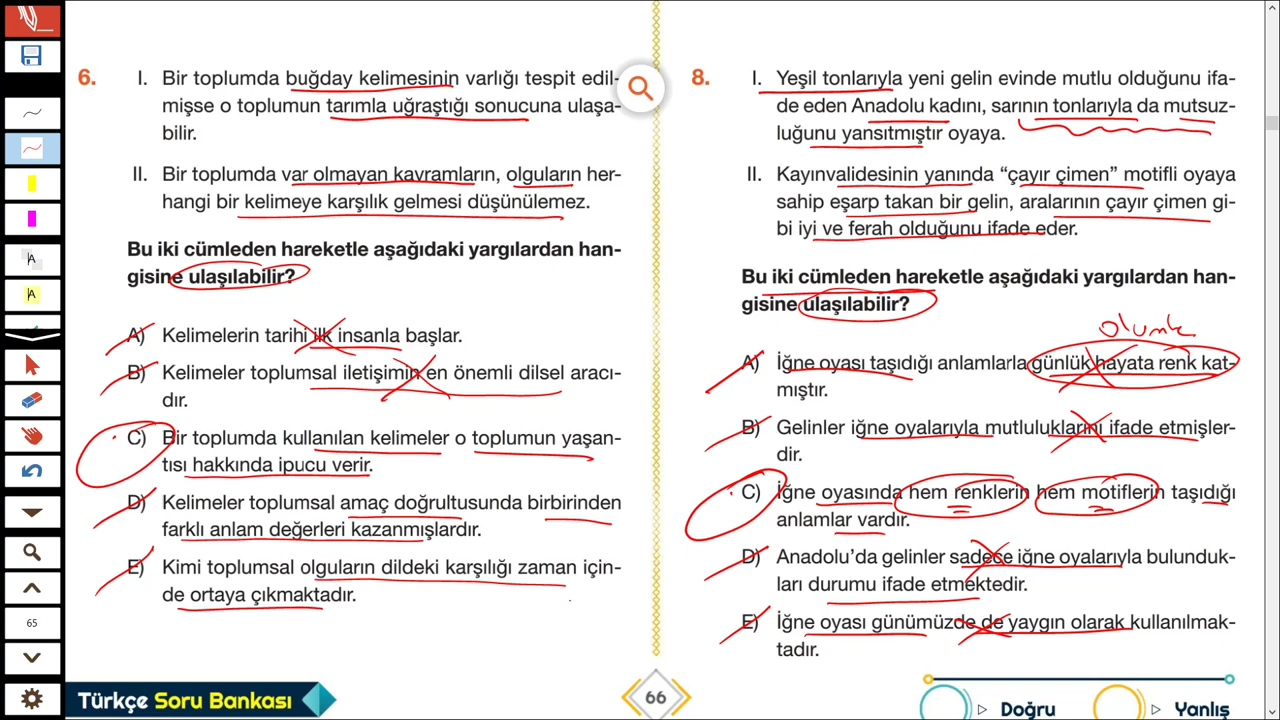 6.
I. Bir toplumda buğday kelimesinin varlığı tespit edil-
mişse o toplumun tarımla uğraştığı sonucuna ulaşa-
bilir.
II. Bir toplumda var olmayan kavramların, olguların her-
hangi bir kelimeye karşılık gelmesi düşünülemez.
Bu iki cümleden hareketle aşağıdaki yargılardan han-
gisine ulaşılabilir?
A) Kelimelerin tarihi ilk insanla başlar.
B) Kelimeler toplumsal iletişimin en önemli dilsel aracı-
dır.
C) Bir toplumda kullanılan kelimeler o toplumun yaşan-
tısı hakkında ipucu verir.
D) Kelimeler toplumsal amaç doğrultusunda birbirinden
farklı anlam değerleri kazanmışlardır.
E) Kimi toplumsal olguların dildeki karşılığı zaman için-
de ortaya çıkmaktadır.
8.
I. Yeşil tonlarıyla yeni gelin evinde mutlu olduğunu ifa-
de eden Anadolu kadını, sarının tonlarıyla da mutsuz-
luğunu yansıtmıştır oyaya.
II. Kayınvalidesinin yanında “çayır çimen” motifli oyaya
sahip eşarp takan bir gelin, aralarının çayır çimen gi-
bi iyi ve ferah olduğunu ifade eder.
Bu iki cümleden hareketle aşağıdaki yargılardan han-
gisine ulaşılabilir?
A) İğne oyası taşıdığı anlamlarla günlük hayata renk kat-
mıştır.
B) Gelinler iğne oyalarıyla mutluluklarını ifade etmişler-
dir.
C) İğne oyasında hem renklerin hem motiflerin taşıdığı
anlamlar vardır.
D) Anadolu’da gelinler sadece iğne oyalarıyla bulunduk-
ları durumu ifade etmektedir.
E) İğne oyası günümüzde de yaygın olarak kullanılmak-
tadır.
A
A
65
Türkçe Soru Bankası
66
Doğru
Yanlış